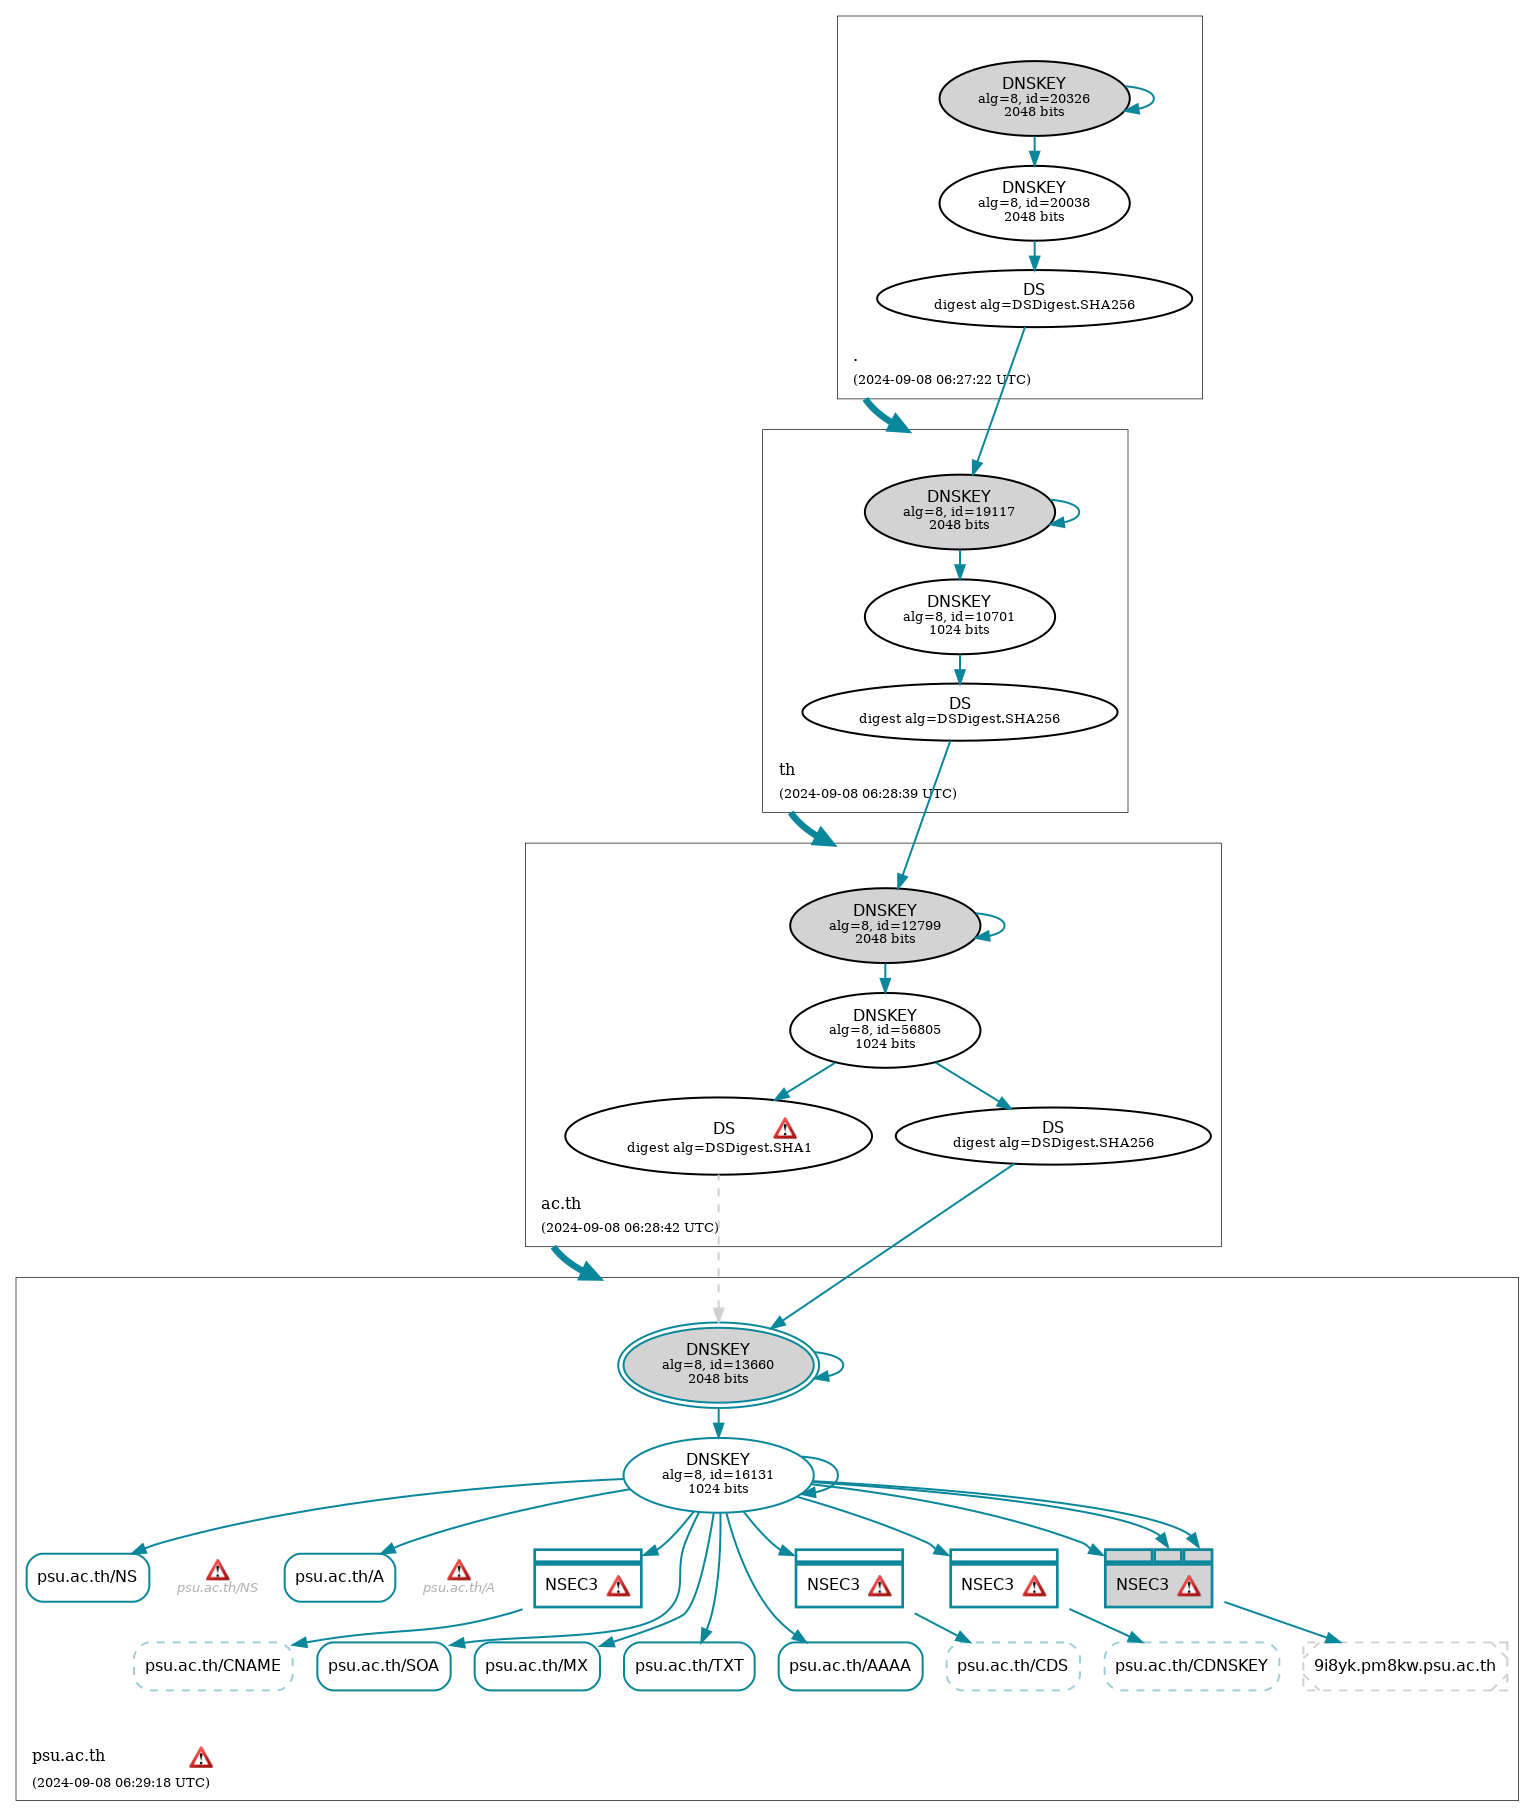 DNSKEY
alg=8, id=20326
2048 bits
DNSKEY
alg=8, id=20038
2048 bits
DS
digest alg=DSDigest.SHA256
.
(2024-09-08 06:27:22 UTC)
DNSKEY
alg=8, id=19117
2048 bits
DNSKEY
alg=8, id=10701
1024 bits
DS
digest alg=DSDigest.SHA256
th
(2024-09-08 06:28:39 UTC)
DNSKEY
alg=8, id=12799
2048 bits
DNSKEY
alg=8, id=56805
1024 bits
DS
digest alg=DSDigest.SHA1
DS
digest alg=DSDigest.SHA256
ac.th
(2024-09-08 06:28:42 UTC)
DNSKEY
alg=8, id=13660
2048 bits
DNSKEY
alg=8, id=16131
1024 bits
psu.ac.th/NS
psu.ac.th/NS
psu.ac.th/A
psu.ac.th/A
NSEC3
NSEC3
NSEC3
NSEC3
psu.ac.th/CNAME
psu.ac.th/SOA
psu.ac.th/MX
psu.ac.th/TXT
psu.ac.th/AAAA
psu.ac.th/CDS
psu.ac.th/CDNSKEY
9i8yk.pm8kw.psu.ac.th
psu.ac.th
(2024-09-08 06:29:18 UTC)